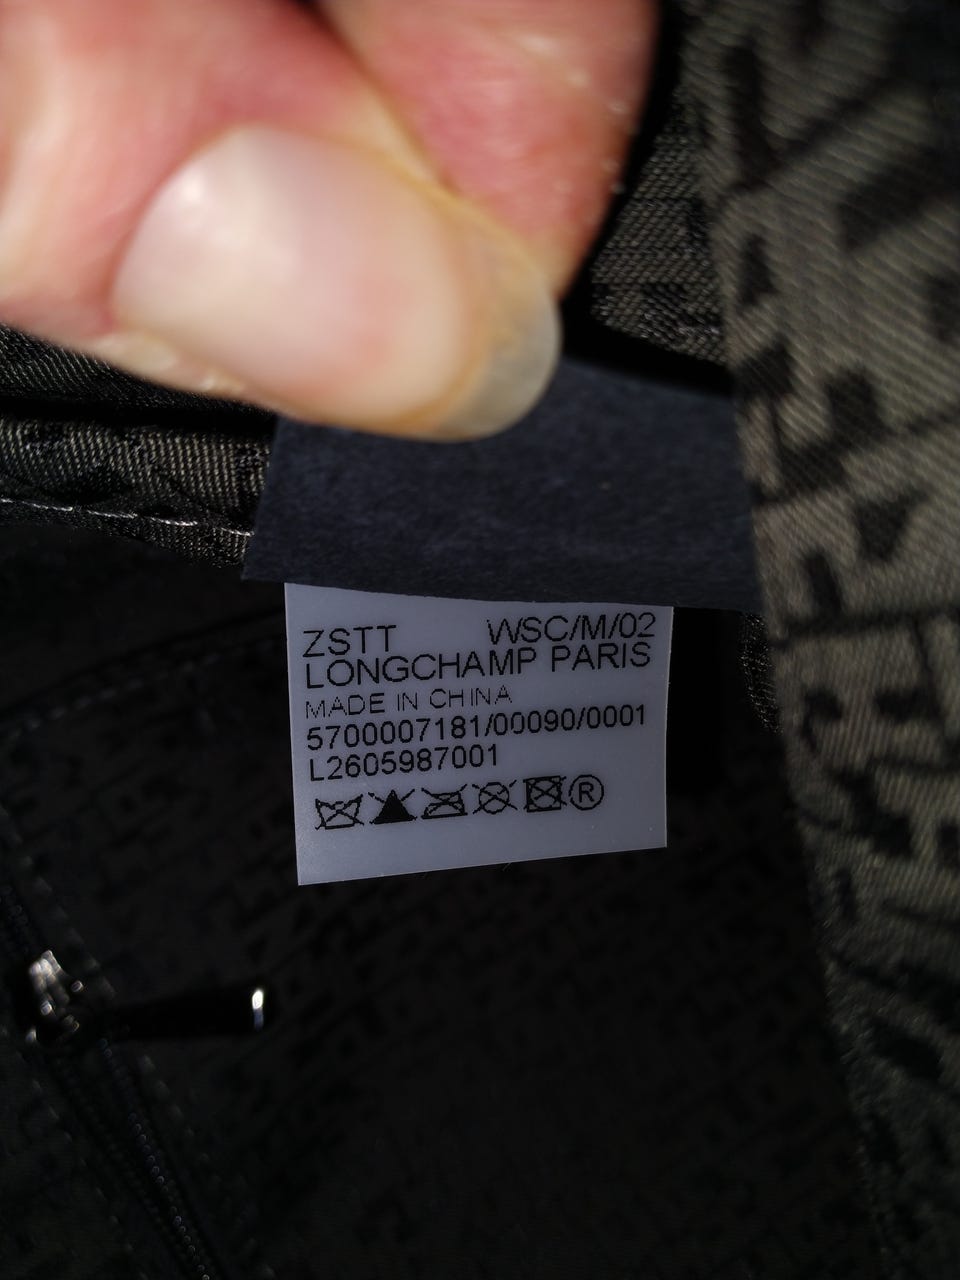 ZSTT WSC/M/02
LONGCHAMP PARIS
MADE IN CHINA
5700007181/00090/0001
L2605987001
®